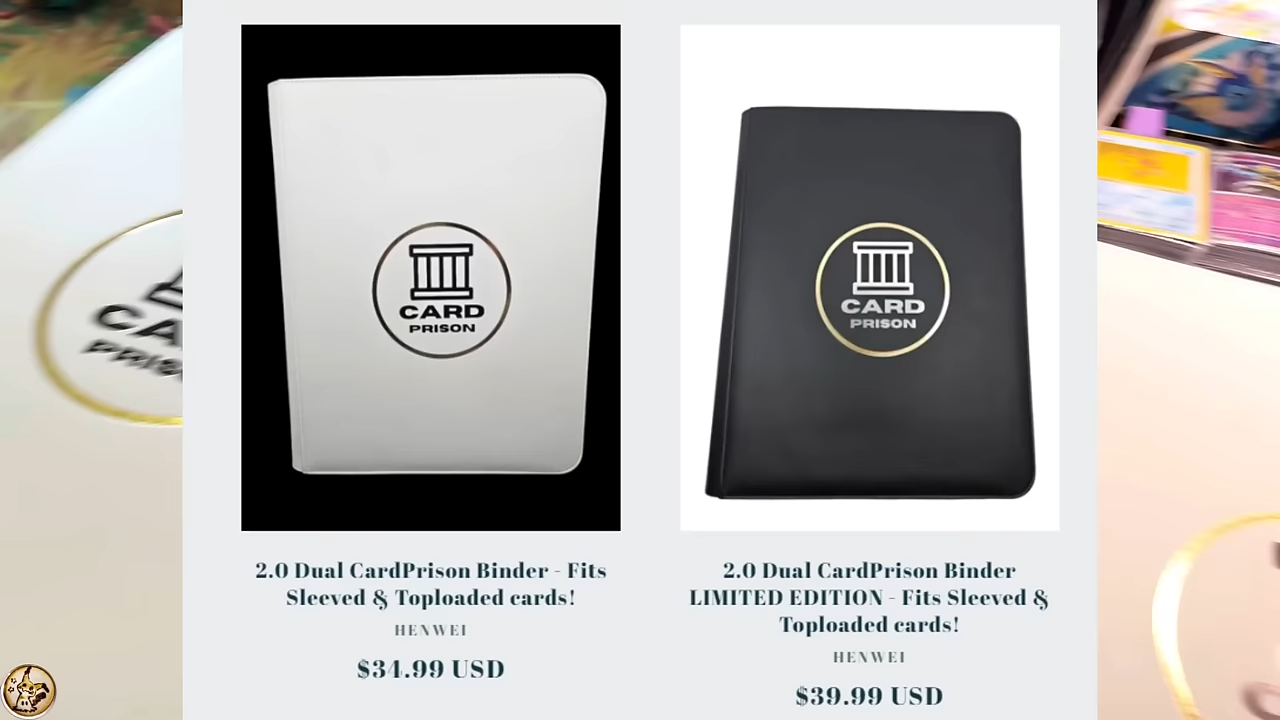 CARD
PRISON
CARD
PRISON
2.0 Dual CardPrison Binder - Fits
Sleeved & Toploaded cards!
HENWEI
$34.99 USD
2.0 Dual CardPrison Binder
LIMITED EDITION - Fits Sleeved &
Toploaded cards!
HENWEI
$39.99 USD